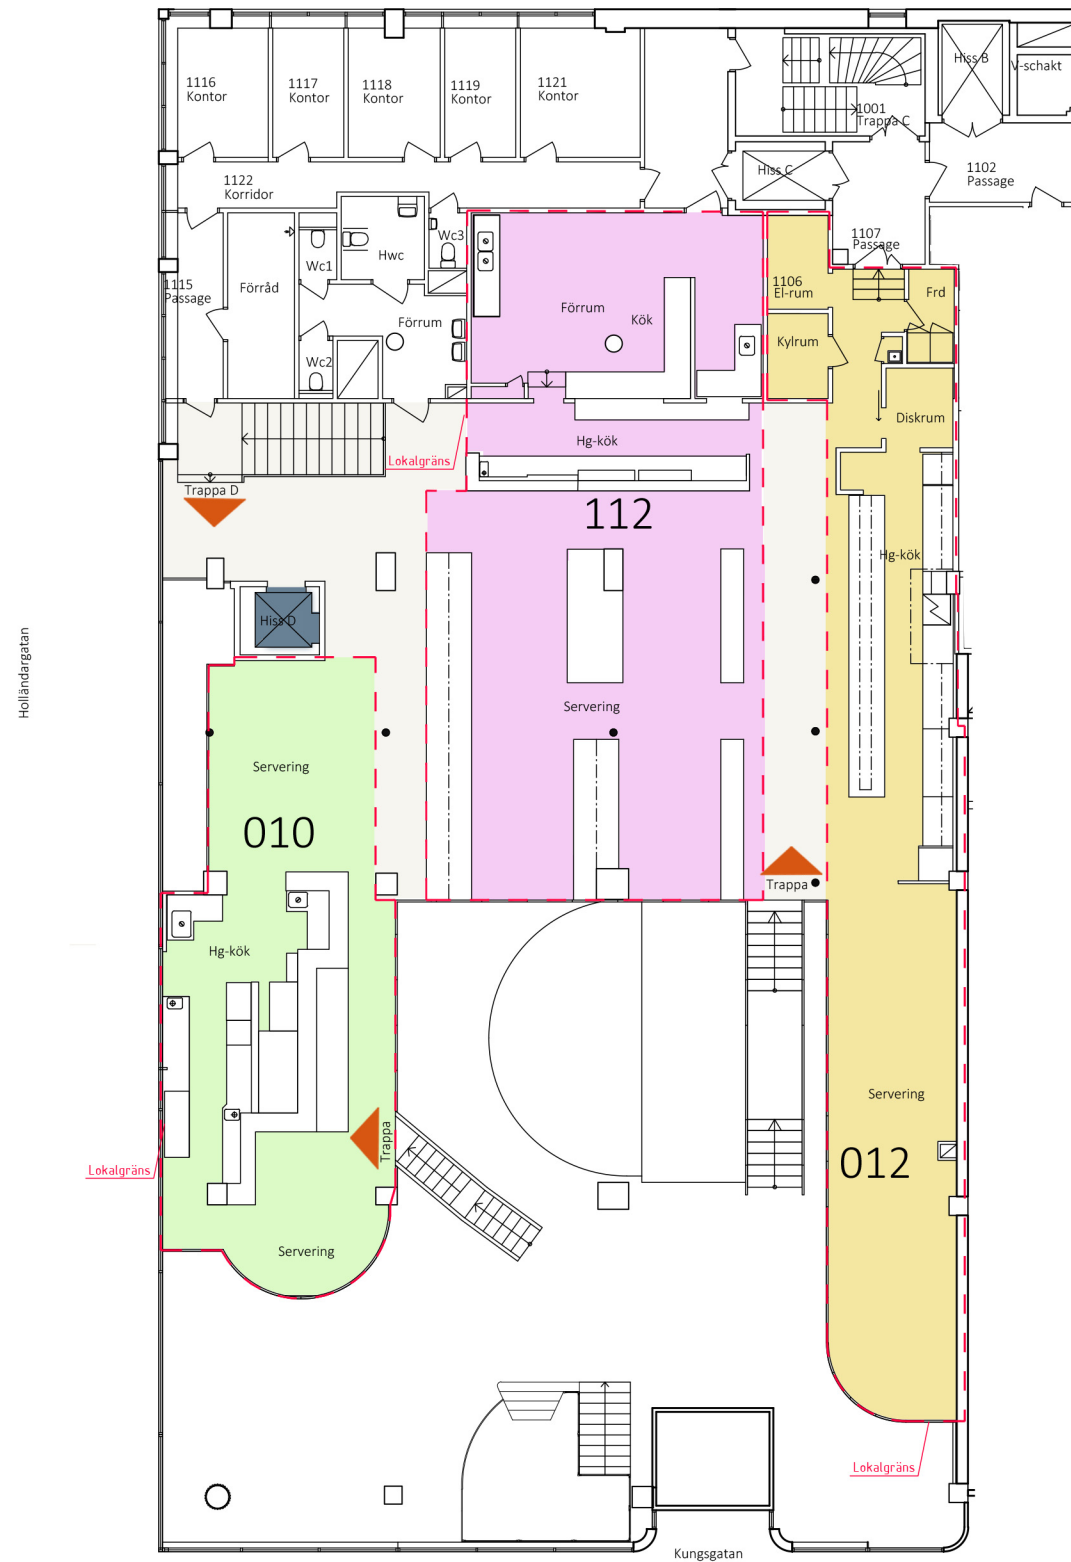 Hiss B
V-schakt
1116
Kontor
1117
Kontor
1118
Kontor
1119
Kontor
1121
Kontor
1001
Trappa C
1122
Korridor
Hiss C
1102
Passage
Wc3
Hwc
Wc1
1107
Passage
1115
Passage
Förråd
Förrum
Förrum
Kök
1106
El-rum
Frd
Kylrum
Wc2
Diskrum
Lokalgräns
Hg-kök
Trappa D
112
Hg-kök
Hiss D
Holländargatan
Servering
Servering
010
Trappa
Hg-kök
Servering
Trappa
012
Lokalgräns
Servering
Lokalgräns
Kungsgatan